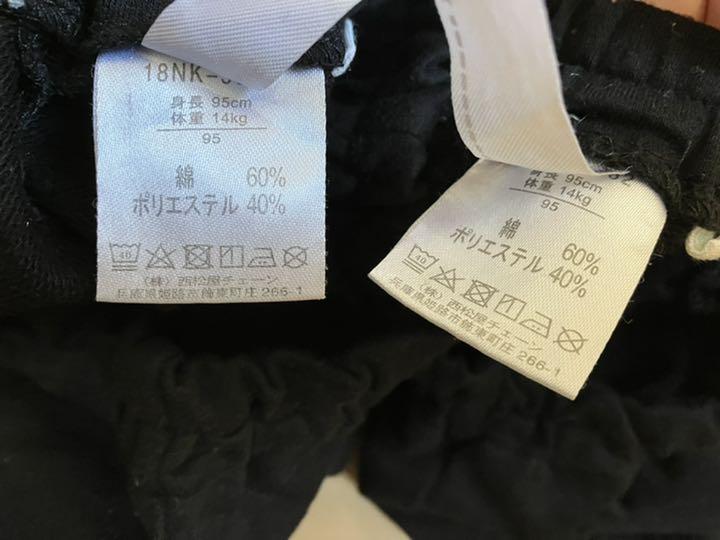 18NK-
身長 95cm
体重 14kg
95
綿 60%
ポリエステル 40%
40
(株) 西松屋チェーン
兵庫県姫路市飾東町庄 266-1
身長 95cm
体重 14kg
95
綿 60%
ポリエステル 40%
40
(株) 西松屋チェーン
兵庫県姫路市飾東町庄 266-1